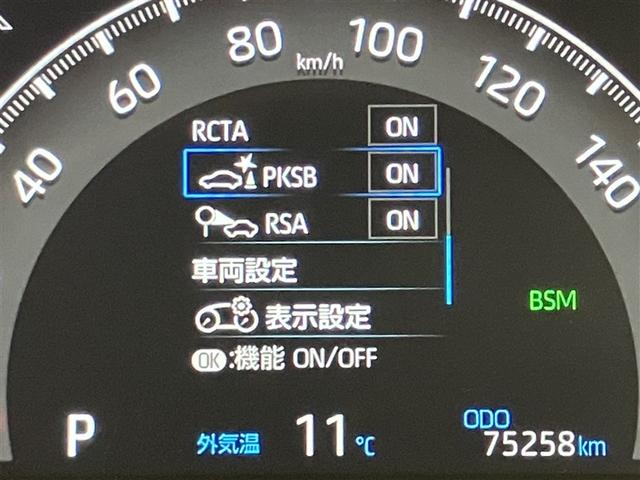 40
60
80
100
120
140
km/h
RCTA ON
PKSB ON
RSA ON
車両設定
表示設定
OK:機能 ON/OFF
BSM
P
外気温 11℃
ODO
75258km